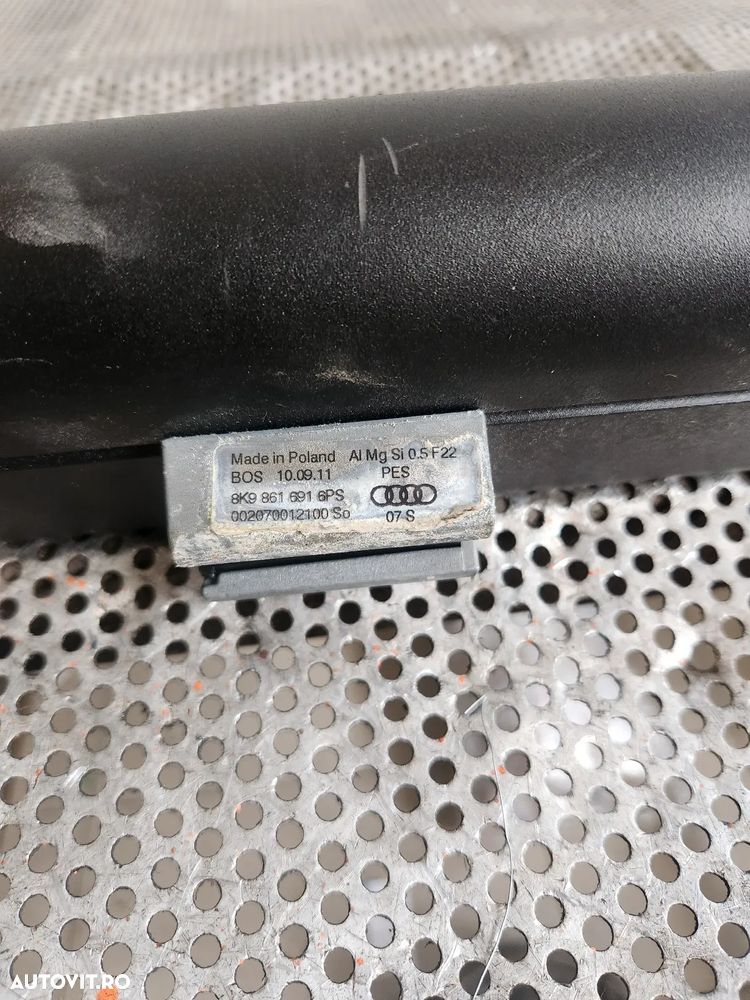 Made in Poland Al Mg Si 0.5 F22
BOS 10.09.11 PES
8K9 861 691 6PS
002070012100 So 07 S
AUTOVIT.RO